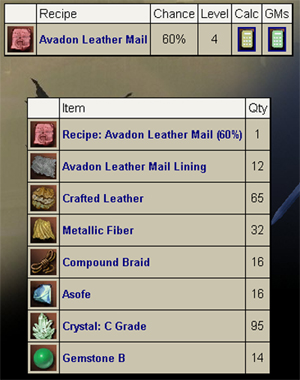 Recipe Chance Level Calc GMs
Avadon Leather Mail 60% 4
Item Qty
Recipe: Avadon Leather Mail (60%) 1
Avadon Leather Mail Lining 12
Crafted Leather 65
Metallic Fiber 32
Compound Braid 16
Asofe 16
Crystal: C Grade 95
Gemstone B 14